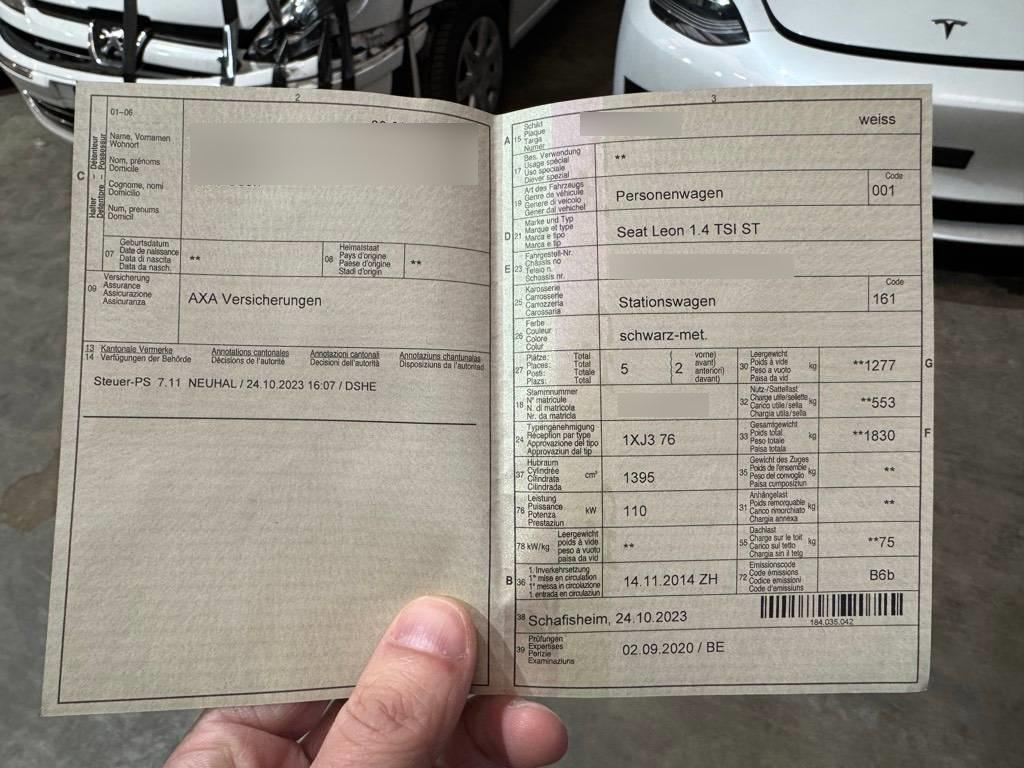 2
01–06
Name, Vornamen
Wohnort
Nom, prénoms
Domicile
Cognome, nomi
Domicilio
Num, prenums
Domicil
C
Halter Détenteur
Detentore Possessur
07
Geburtsdatum
Date de naissance
Data di nascita
Data da nasch.
**
08
Heimatstaat
Pays d'origine
Paese d'origine
Stadi d'origin
**
09
Versicherung
Assurance
Assicurazione
Assicuranza
AXA Versicherungen
13 Kantonale Vermerke Annotations cantonales Annotazioni cantonali Annotaziuns chantunalas
14 Verfügungen der Behörde Décisions de l'autorité Decisioni dell'autorità Disposiziuns da l'autoritad
Steuer-PS 7.11 NEUHAL / 24.10.2023 16:07 / DSHE
3
A 15
Schild
Plaque
Targa
Numer
weiss
17
Bes. Verwendung
Usage spécial
Uso speciale
Diever spezial
**
19
Art des Fahrzeugs
Genre de véhicule
Genere di veicolo
Gener dal vehichel
Personenwagen
Code
001
D 21
Marke und Typ
Marque et type
Marca e tipo
Marca e tip
Seat Leon 1.4 TSI ST
E 23
Fahrgestell-Nr.
Châssis no
Telaio n.
Schassis nr.
25
Karosserie
Carrosserie
Carrozzeria
Carossaria
Stationswagen
Code
161
26
Farbe
Couleur
Colore
Colur
schwarz-met.
27
Plätze: Total
Places: Total
Posti: Totale
Plazs: Total
5
2
vorne)
avant)
anteriori)
davant)
30
Leergewicht
Poids à vide
Peso a vuoto
Paisa da vid
kg
**1277
G
18
Stammnummer
N° matricule
N. di matricola
Nr. da matricla
32
Nutz-/Sattellast
Charge utile/sellette
Carico utile/sella
Chargia utila/sella
kg
**553
24
Typengenehmigung
Réception par type
Approvazione del tipo
Approvaziun dal tip
1XJ3 76
33
Gesamtgewicht
Poids total
Peso totale
Paisa totala
kg
**1830
F
37
Hubraum
Cylindrée
Cilindrata
Cilindrada
cm³
1395
35
Gewicht des Zuges
Poids de l'ensemble
Peso del convoglio
Paisa cumposiziun
kg
**
76
Leistung
Puissance
Potenza
Prestaziun
kW
110
31
Anhängelast
Poids remorquable
Carico rimorchiato
Chargia annexa
kg
**
78 kW/kg
Leergewicht
poids à vide
peso a vuoto
paisa da vid
**
55
Dachlast
Charge sur le toit
Carico sul tetto
Chargia sin il tetg
kg
**75
B 36
1. Inverkehrsetzung
1re mise en circulation
1a messa in circolazione
1. entrada en circulaziun
14.11.2014 ZH
72
Emissionscode
Code émissions
Codice emissioni
Code d'emissiuns
B6b
38 Schafisheim, 24.10.2023
184.035.042
39
Prüfungen
Expertises
Perizie
Examinaziuns
02.09.2020 / BE